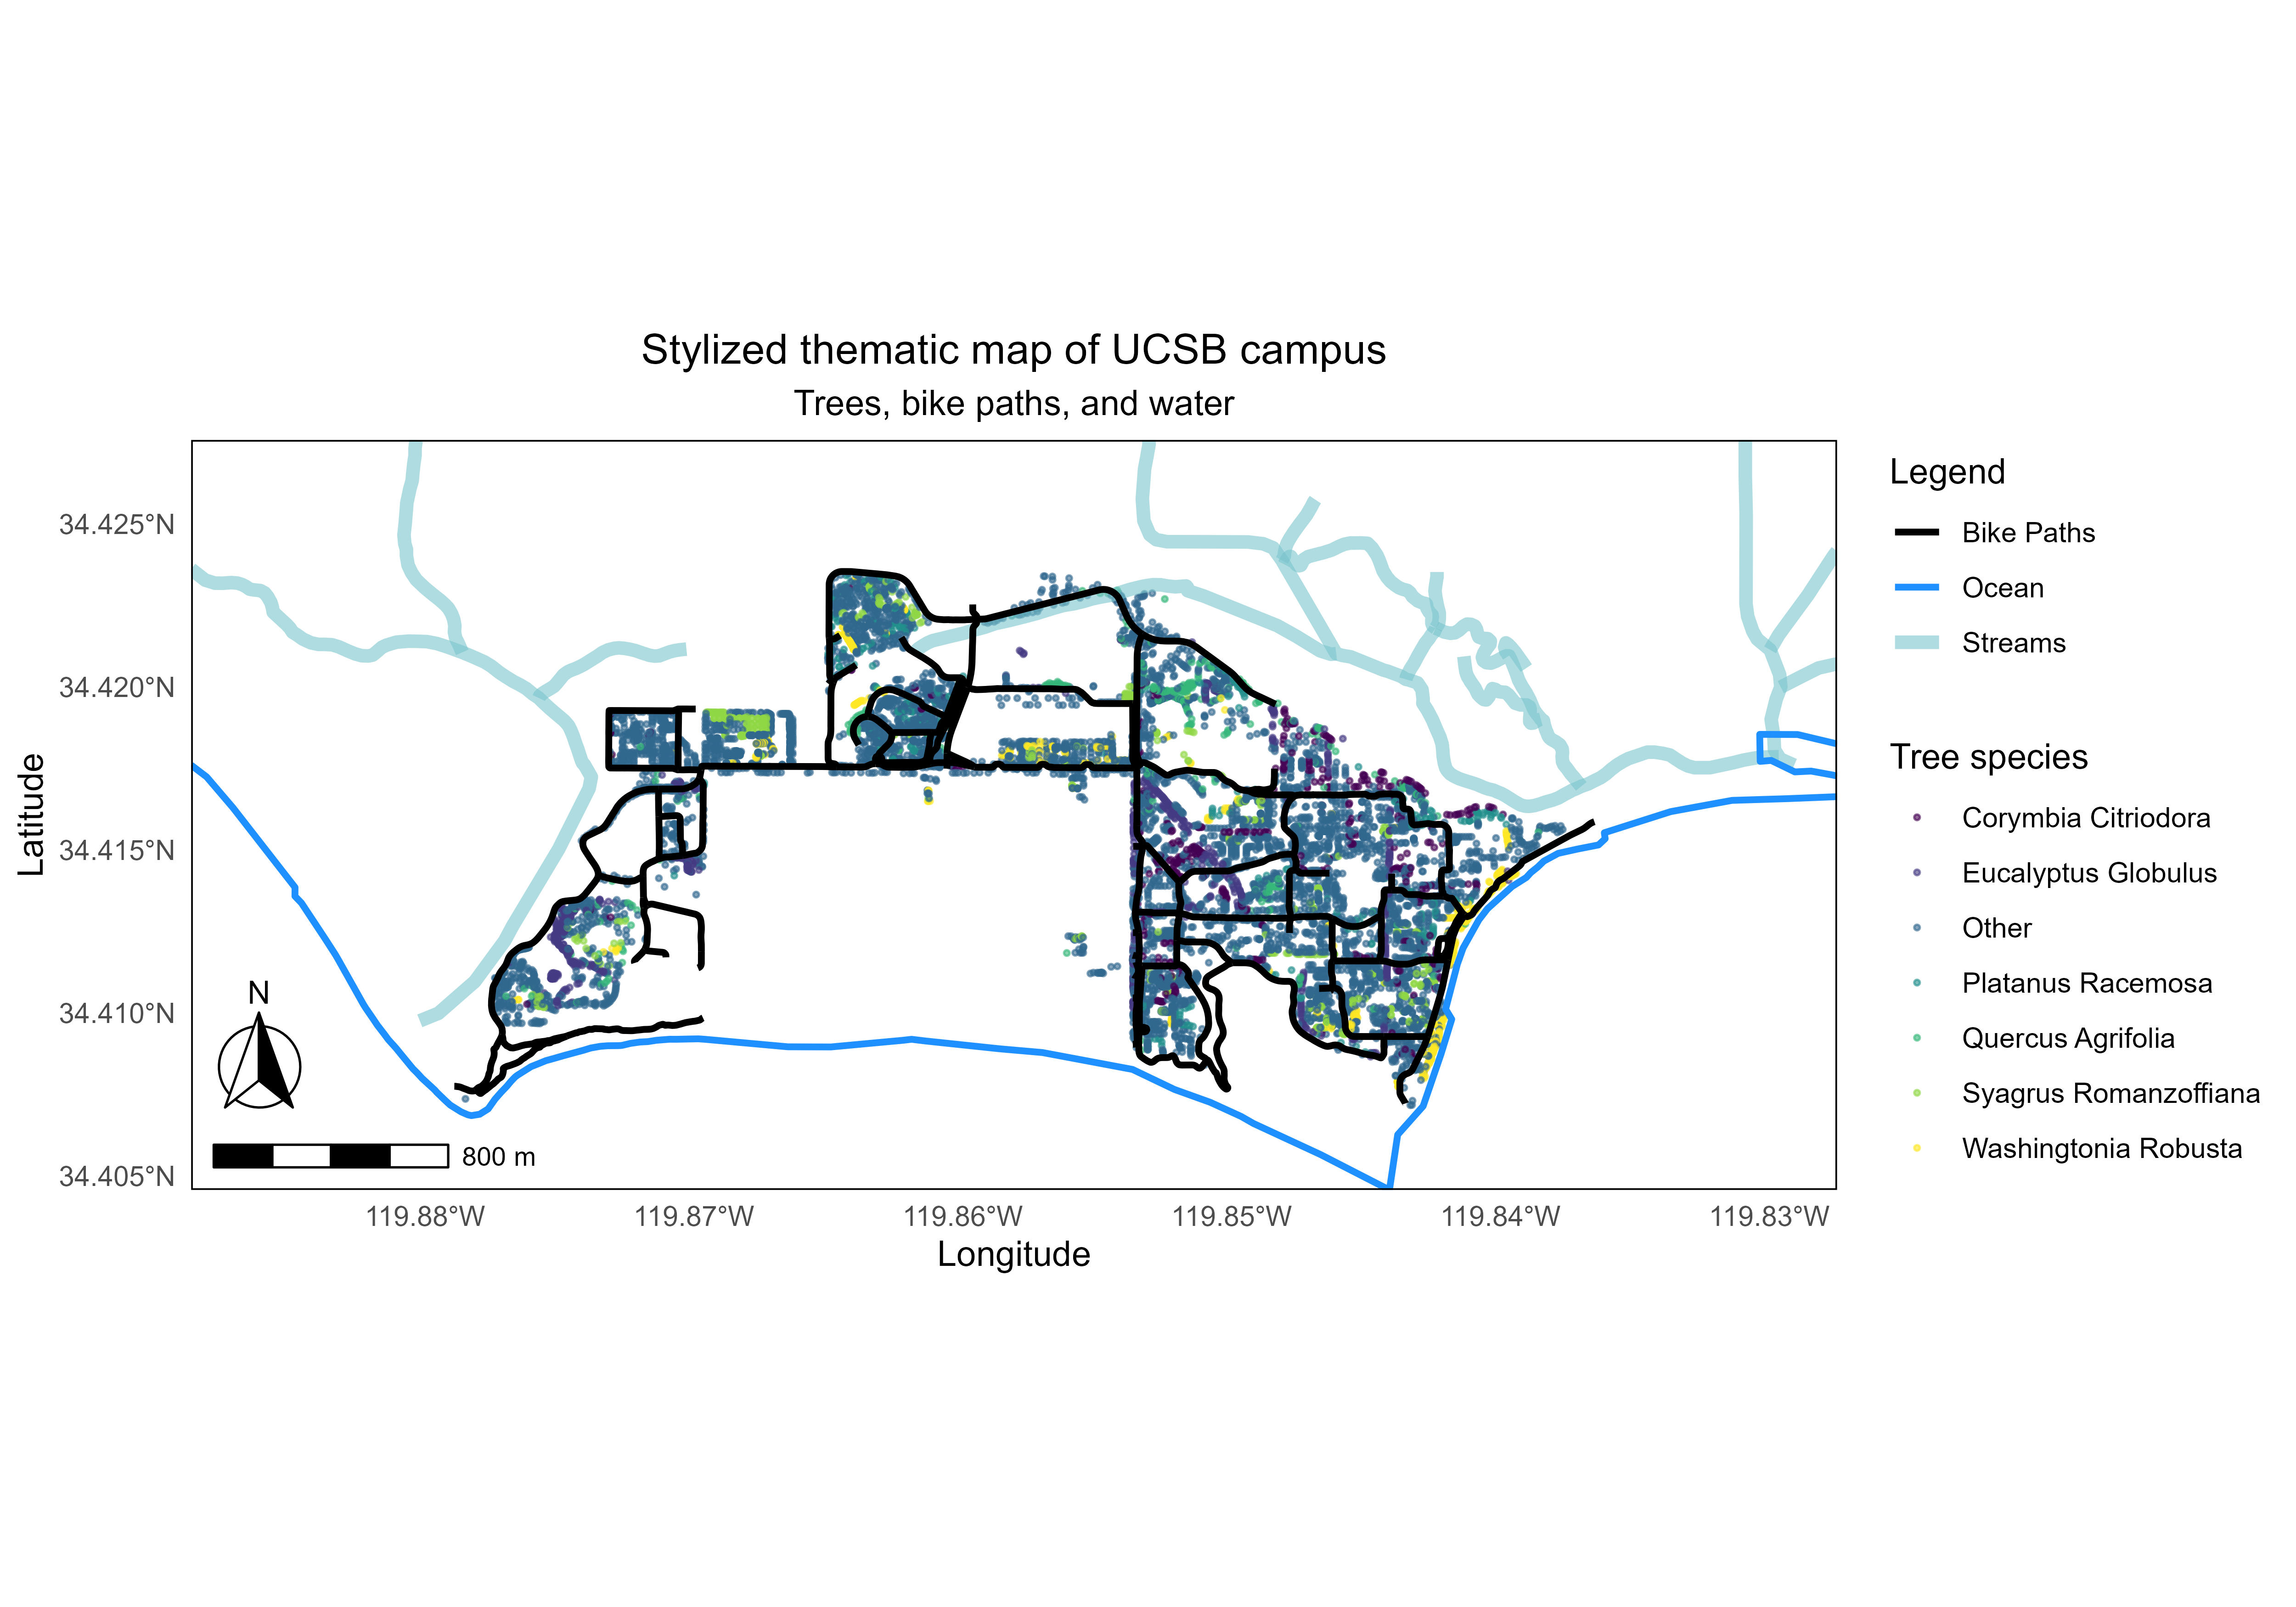 Stylized thematic map of UCSB campus
Trees, bike paths, and water
Latitude
34.425°N
34.420°N
34.415°N
34.410°N
34.405°N
N
800 m
119.88°W
119.87°W
119.86°W
119.85°W
119.84°W
119.83°W
Longitude
Legend
Bike Paths
Ocean
Streams
Tree species
Corymbia Citriodora
Eucalyptus Globulus
Other
Platanus Racemosa
Quercus Agrifolia
Syagrus Romanzoffiana
Washingtonia Robusta